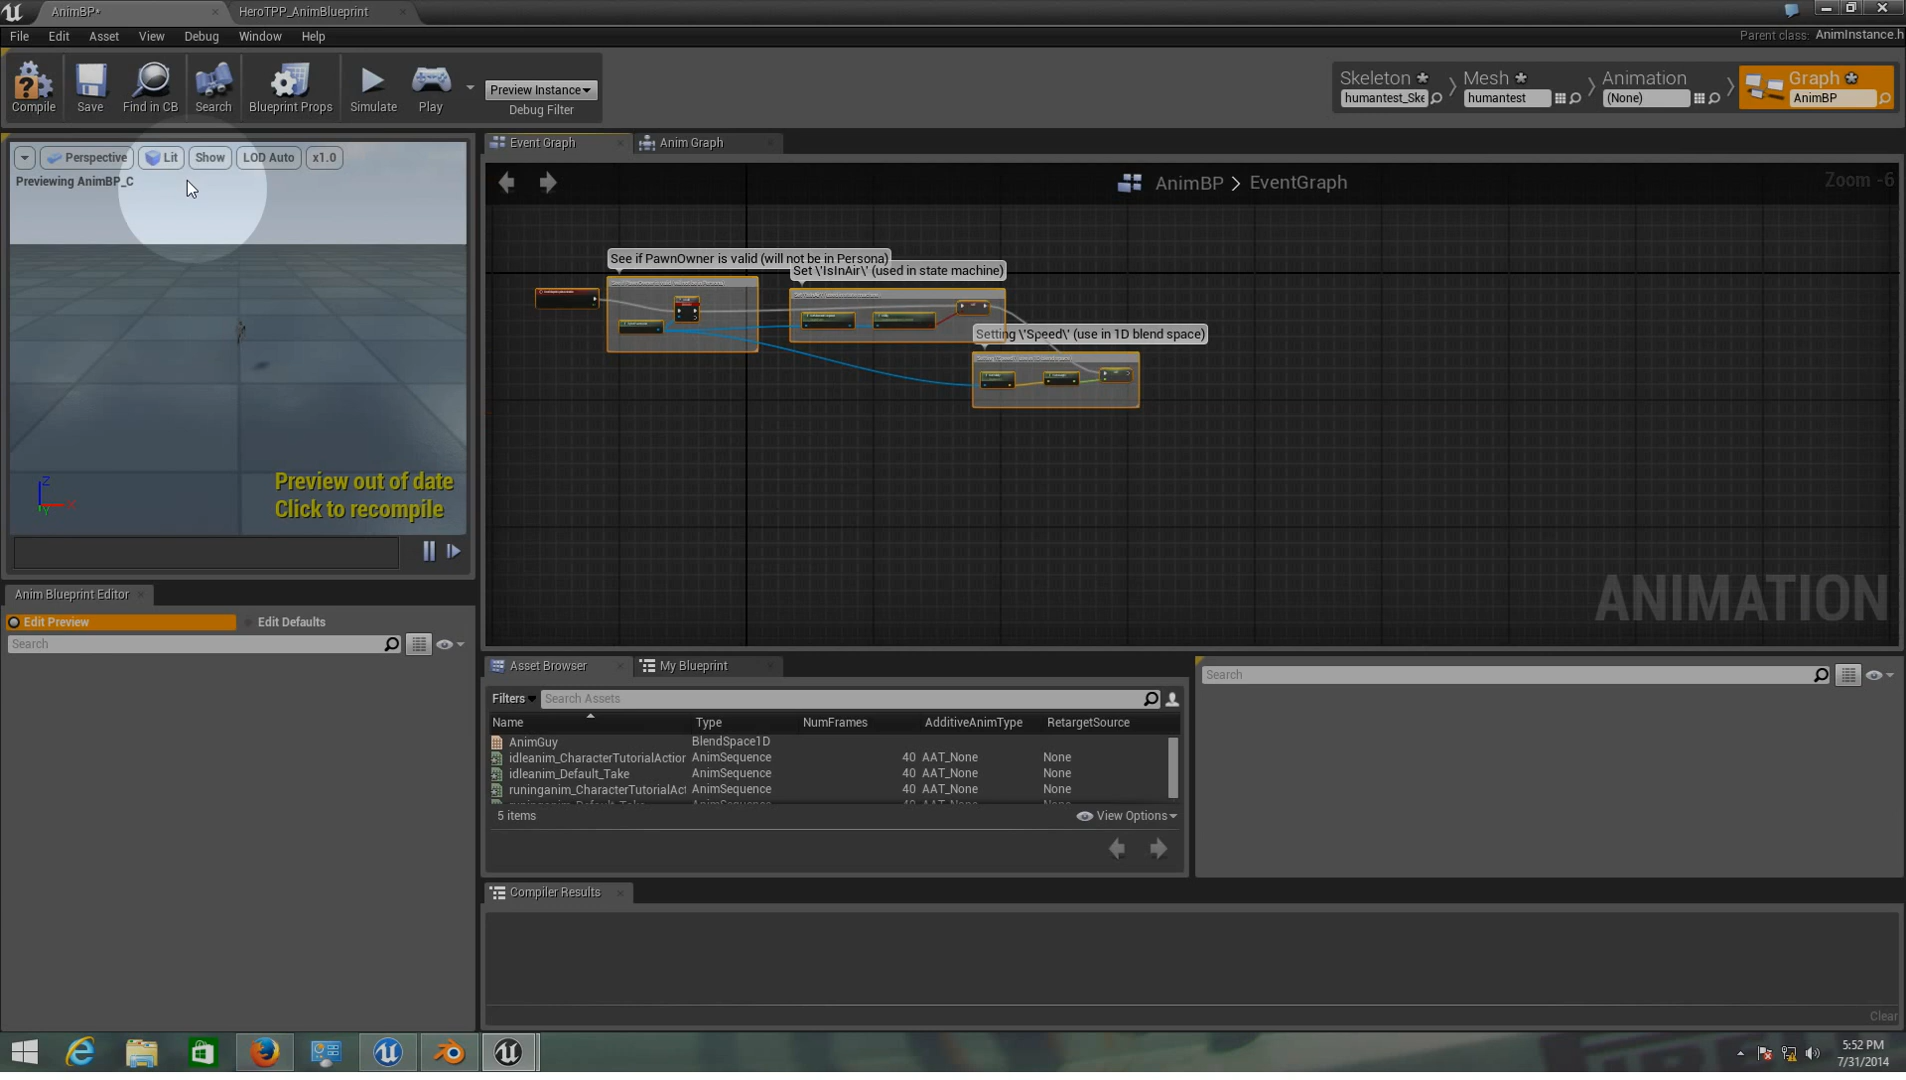 AnimBP*
HeroTPP_AnimBlueprint
File Edit Asset View Debug Window Help
Parent class: AnimInstance.h
Compile Save Find in CB Search Blueprint Props Simulate Play
Preview Instance
Debug Filter
Skeleton Mesh Animation Graph
humantest_Ske humantest (None) AnimBP
Event Graph Anim Graph
Perspective Lit Show LOD Auto x1.0
Previewing AnimBP_C
AnimBP > EventGraph
Zoom -6
See if PawnOwner is valid (will not be in Persona)
Set \'IsInAir\' (used in state machine)
Setting \'Speed\' (use in 1D blend space)
Preview out of date
Click to recompile
Z
X
Y
ANIMATION
Anim Blueprint Editor
Edit Preview Edit Defaults
Search
Asset Browser My Blueprint
Search
Filters Search Assets
Name Type NumFrames AdditiveAnimType RetargetSource
AnimGuy BlendSpace1D
idleanim_CharacterTutorialAction AnimSequence 40 AAT_None None
idleanim_Default_Take AnimSequence 40 AAT_None None
runinganim_CharacterTutorialAct AnimSequence 40 AAT_None None
5 items
View Options
Compiler Results
Clear
5:52 PM
7/31/2014